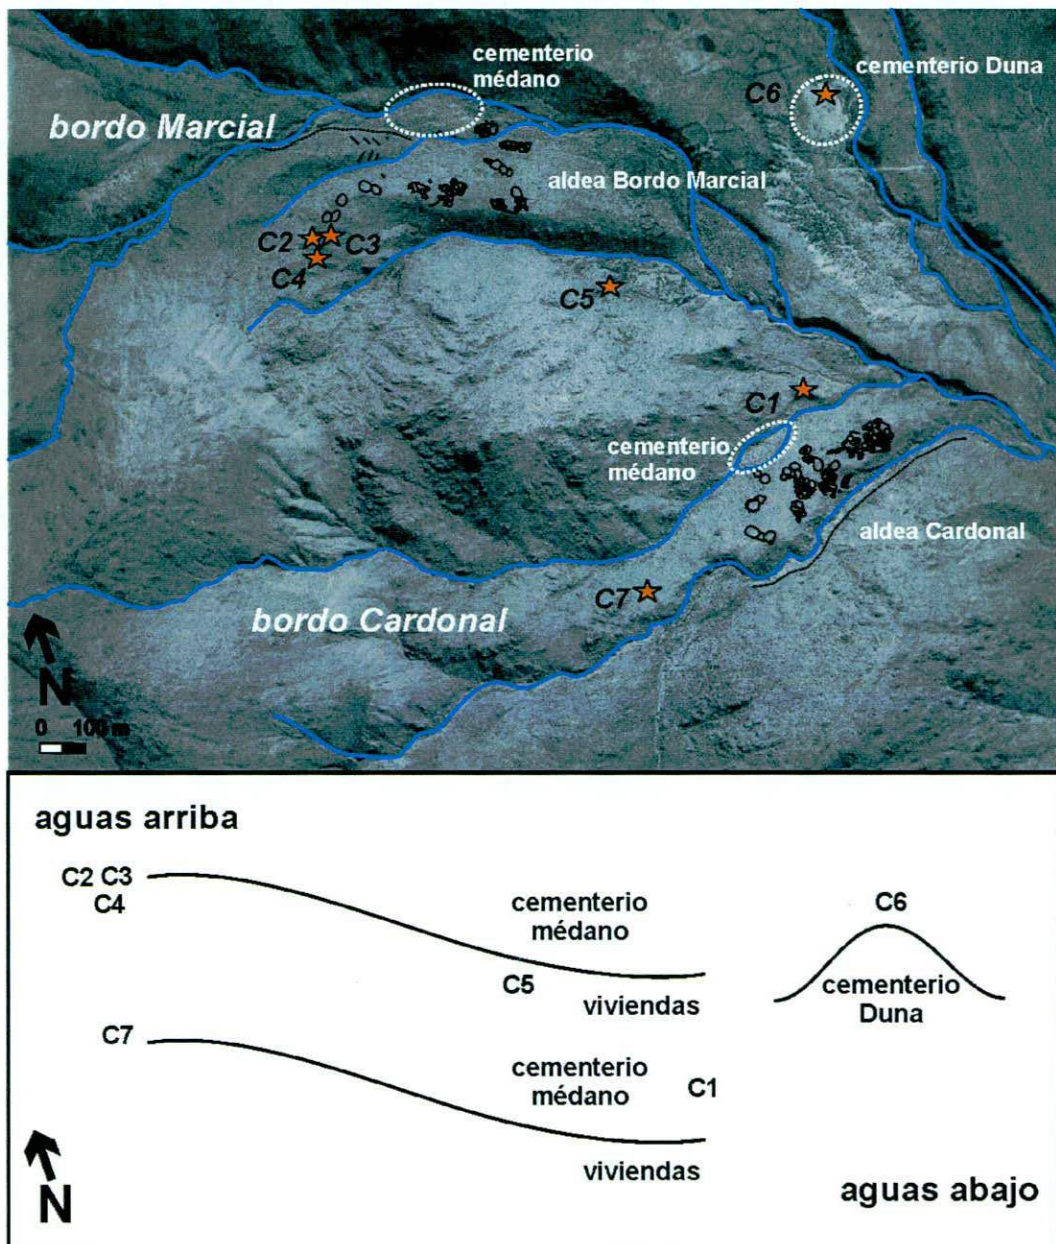 cementerio
médano
cementerio Duna
C6
bordo Marcial
aldea Bordo Marcial
C2
C3
C4
C5
C1
cementerio
médano
aldea Cardonal
C7
bordo Cardonal
N
0 100 m
aguas arriba
C2 C3
C4
cementerio
médano
C6
C5
viviendas
cementerio
Duna
C7
cementerio
médano
C1
viviendas
N
aguas abajo